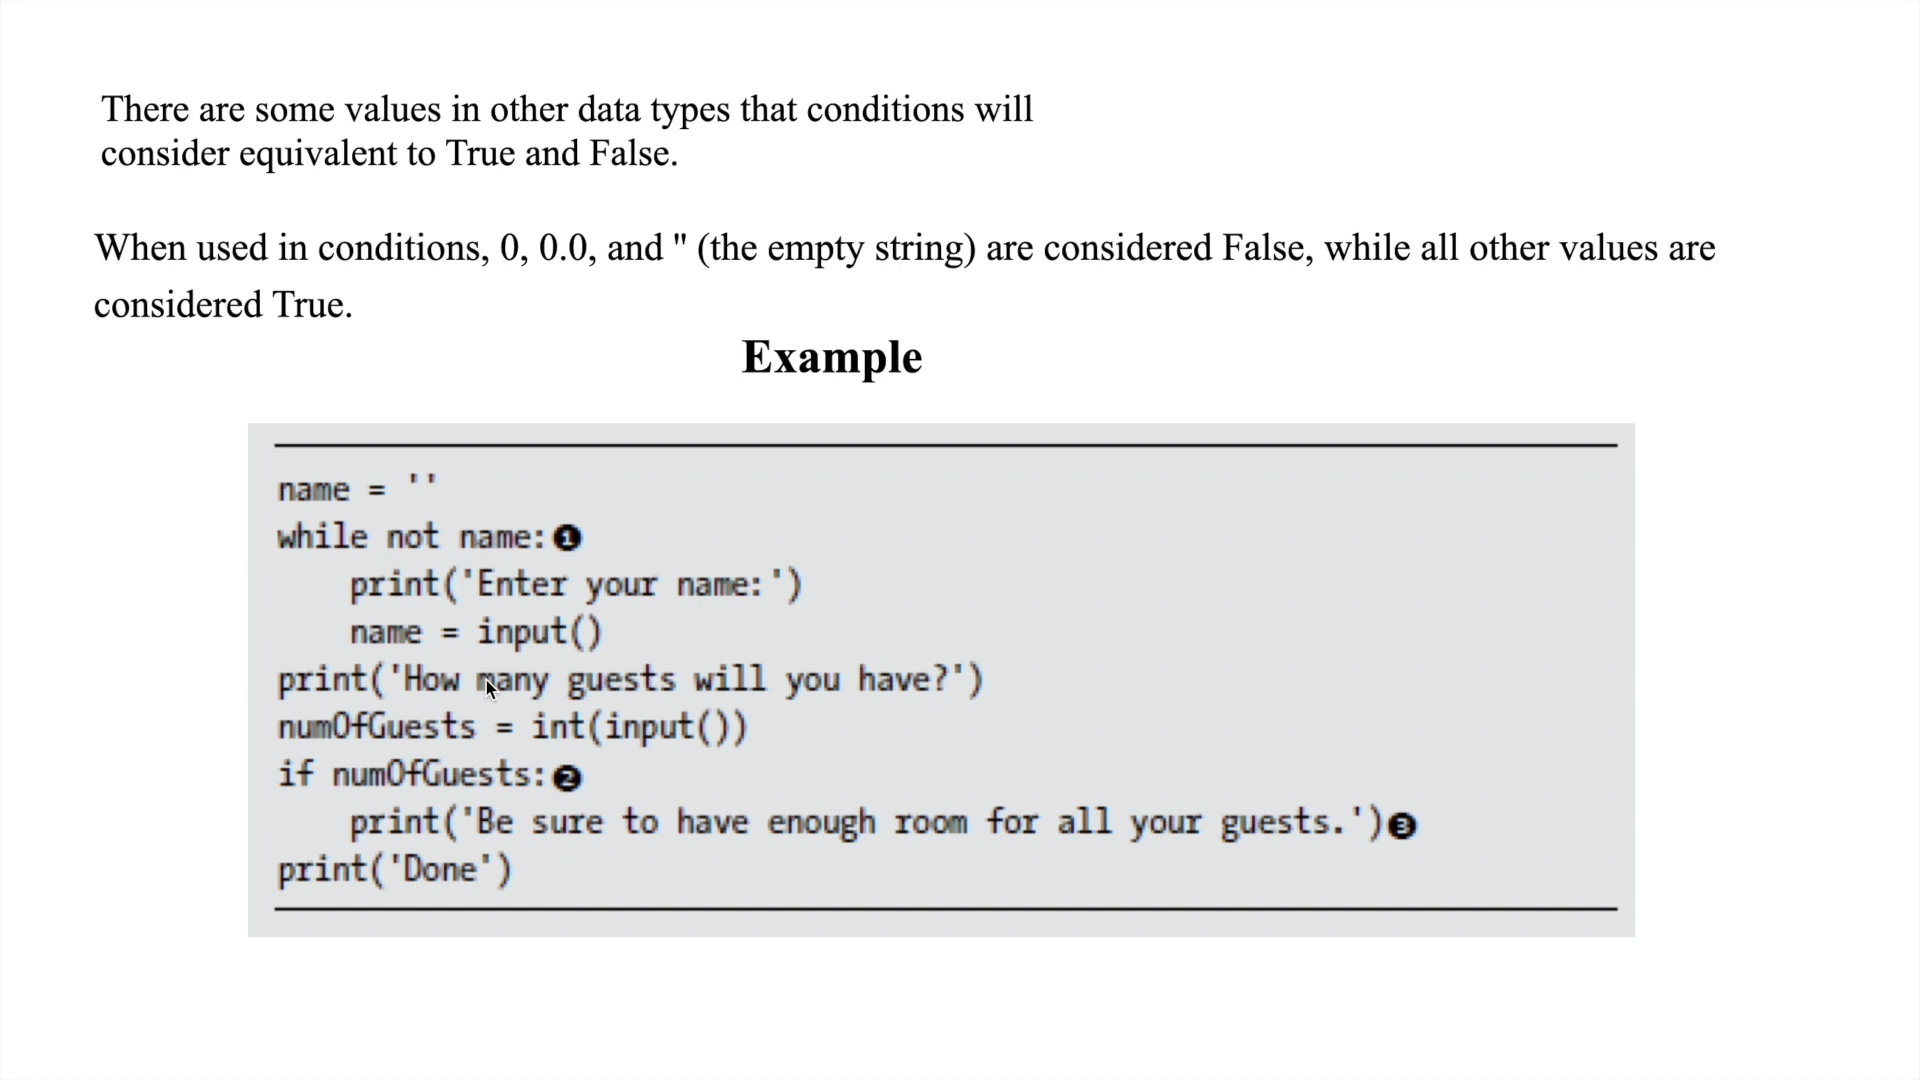 There are some values in other data types that conditions will
consider equivalent to True and False.
When used in conditions, 0, 0.0, and '' (the empty string) are considered False, while all other values are
considered True.
Example
name = ''
while not name:❶
    print('Enter your name:')
    name = input()
print('How many guests will you have?')
numOfGuests = int(input())
if numOfGuests:❷
    print('Be sure to have enough room for all your guests.')❸
print('Done')